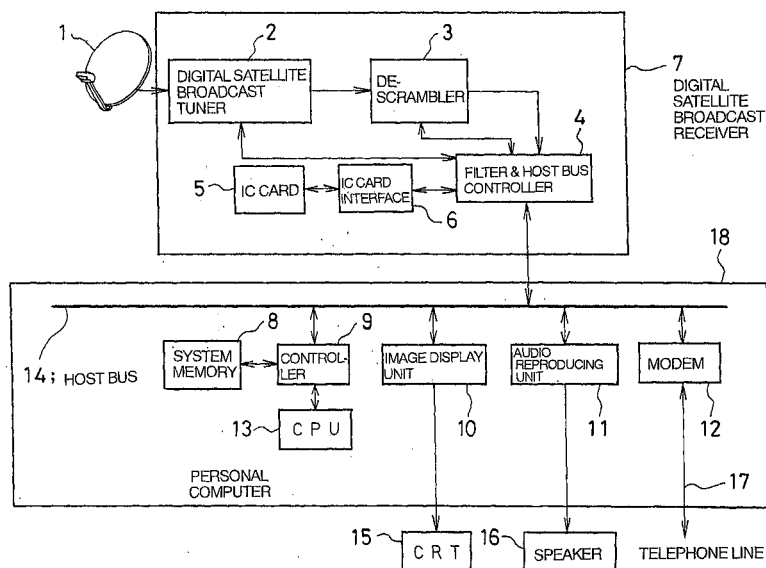 1
2
3
7
DIGITAL SATELLITE
BROADCAST
TUNER
DE-
SCRAMBLER
DIGITAL
SATELLITE
BROADCAST
RECEIVER
4
5
IC CARD
IC CARD
INTERFACE
6
FILTER & HOST BUS
CONTROLLER
18
8
9
14; HOST BUS
SYSTEM
MEMORY
CONTROL-
LER
IMAGE DISPLAY
UNIT
AUDIO
REPRODUCING
UNIT
MODEM
13
CPU
10
11
12
PERSONAL
COMPUTER
17
15
CRT
16
SPEAKER
TELEPHONE LINE